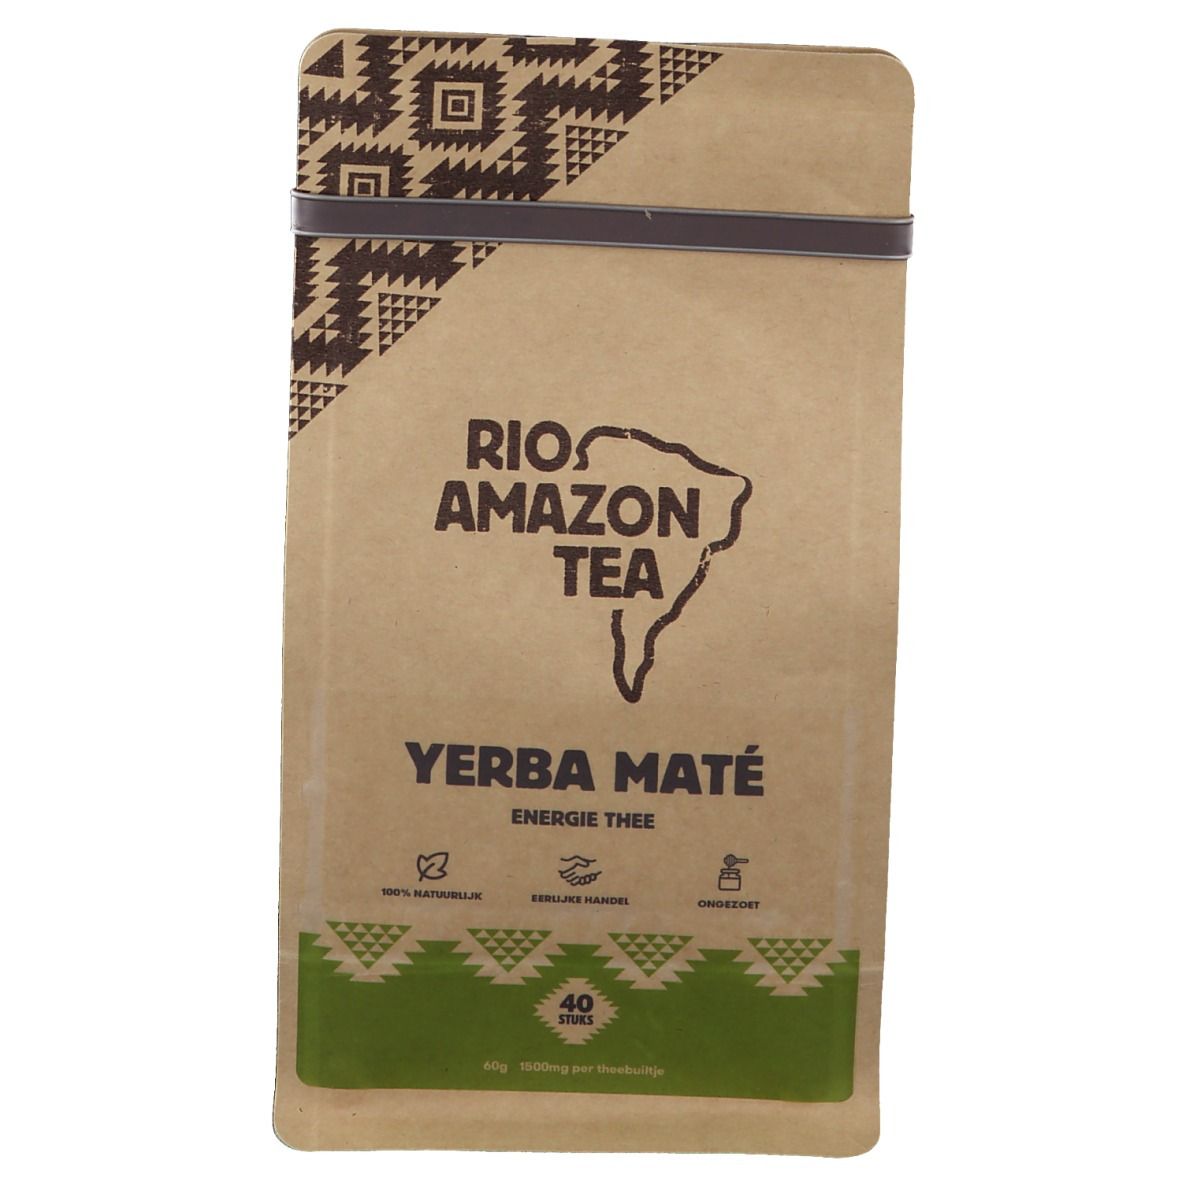 RIO
AMAZON
TEA
YERBA MATÉ
ENERGIE THEE
100% NATUURLIJK
EERLIJKE HANDEL
ONGEZOET
40
STUKS
60g 1500mg per theebuiltje